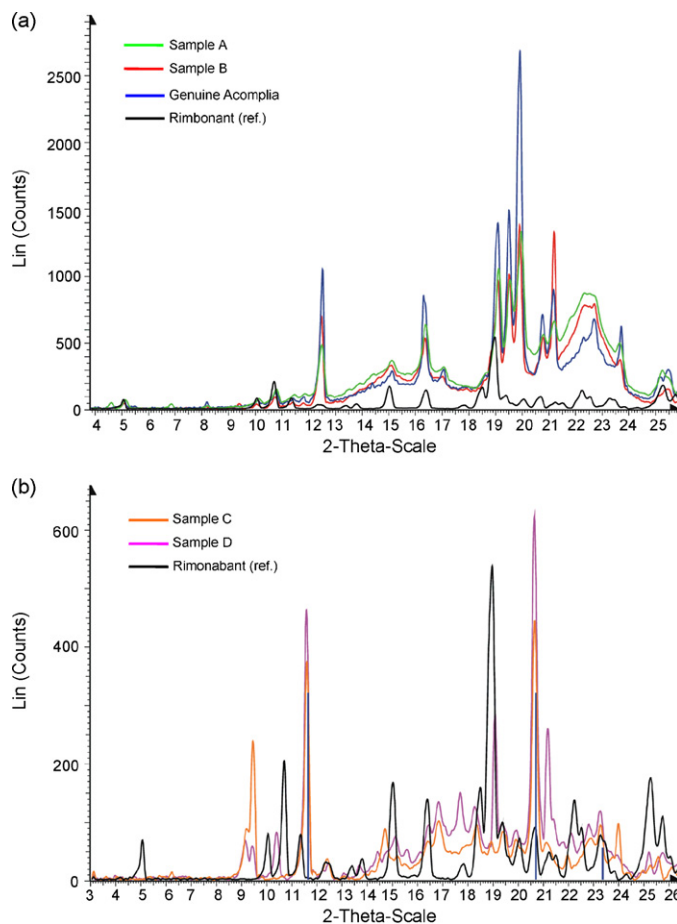 (a)
Sample A
Sample B
Genuine Acomplia
Rimbonant (ref.)
2500
2000
1500
1000
500
0
Lin (Counts)
4 5 6 7 8 9 10 11 12 13 14 15 16 17 18 19 20 21 22 23 24 25
2-Theta-Scale
(b)
Sample C
Sample D
Rimonabant (ref.)
600
400
200
0
Lin (Counts)
3 4 5 6 7 8 9 10 11 12 13 14 15 16 17 18 19 20 21 22 23 24 25 26
2-Theta-Scale